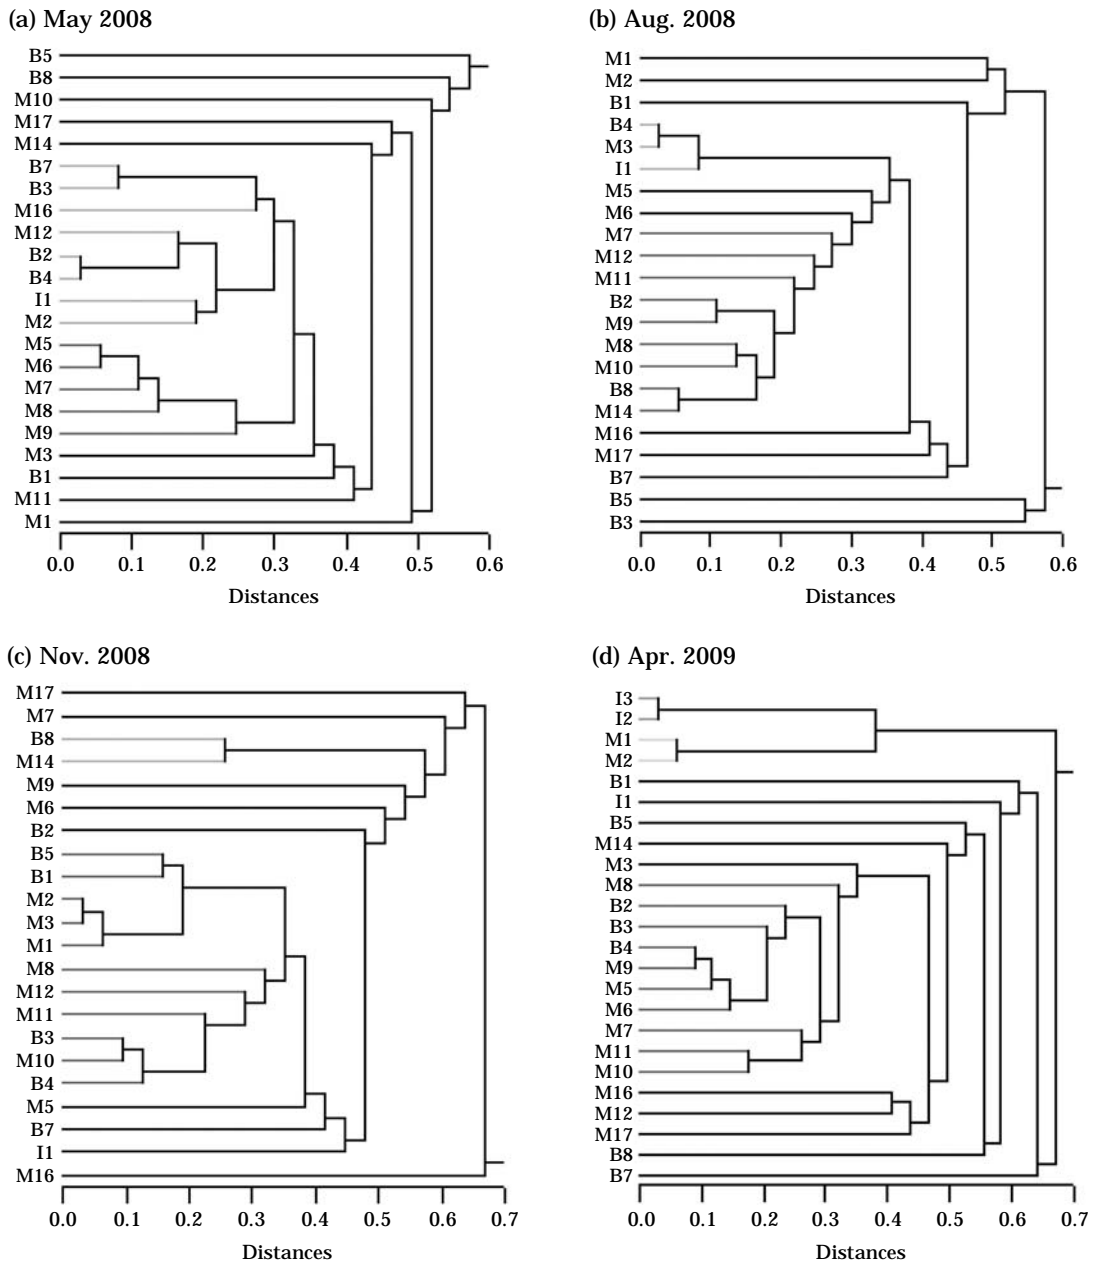 (a) May 2008
B5
B8
M10
M17
M14
B7
B3
M16
M12
B2
B4
I1
M2
M5
M6
M7
M8
M9
M3
B1
M11
M1
0.0 0.1 0.2 0.3 0.4 0.5 0.6
Distances
(b) Aug. 2008
M1
M2
B1
B4
M3
I1
M5
M6
M7
M12
M11
B2
M9
M8
M10
B8
M14
M16
M17
B7
B5
B3
0.0 0.1 0.2 0.3 0.4 0.5 0.6
Distances
(c) Nov. 2008
M17
M7
B8
M14
M9
M6
B2
B5
B1
M2
M3
M1
M8
M12
M11
B3
M10
B4
M5
B7
I1
M16
0.0 0.1 0.2 0.3 0.4 0.5 0.6 0.7
Distances
(d) Apr. 2009
I3
I2
M1
M2
B1
I1
B5
M14
M3
M8
B2
B3
B4
M9
M5
M6
M7
M11
M10
M16
M12
M17
B8
B7
0.0 0.1 0.2 0.3 0.4 0.5 0.6 0.7
Distances